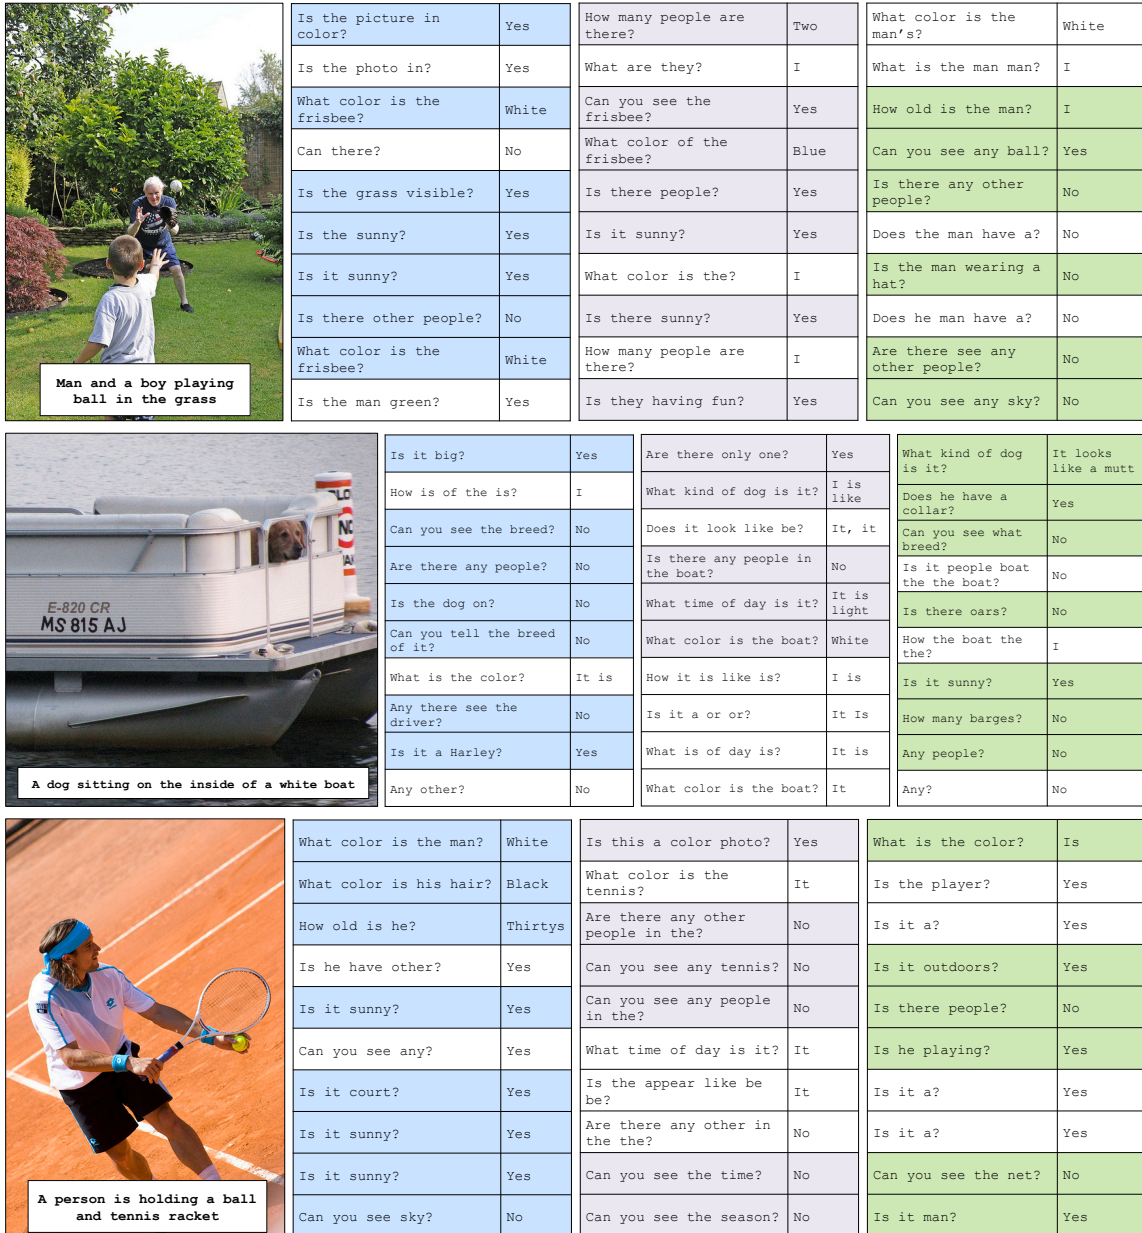 Man and a boy playing
ball in the grass
Is the picture in
color?
Yes
Is the photo in?
Yes
What color is the
frisbee?
White
Can there?
No
Is the grass visible?
Yes
Is the sunny?
Yes
Is it sunny?
Yes
Is there other people?
No
What color is the
frisbee?
White
Is the man green?
Yes
How many people are
there?
Two
What are they?
I
Can you see the
frisbee?
Yes
What color of the
frisbee?
Blue
Is there people?
Yes
Is it sunny?
Yes
What color is the?
I
Is there sunny?
Yes
How many people are
there?
I
Is they having fun?
Yes
What color is the
man's?
White
What is the man man?
I
How old is the man?
I
Can you see any ball?
Yes
Is there any other
people?
No
Does the man have a?
No
Is the man wearing a
hat?
No
Does he man have a?
No
Are there see any
other people?
No
Can you see any sky?
No
E-820 CR
MS 815 AJ
A dog sitting on the inside of a white boat
Is it big?
Yes
How is of the is?
I
Can you see the breed?
No
Are there any people?
No
Is the dog on?
No
Can you tell the breed
of it?
No
What is the color?
It is
Any there see the
driver?
No
Is it a Harley?
Yes
Any other?
No
Are there only one?
Yes
What kind of dog is it?
I is
like
Does it look like be?
It, it
Is there any people in
the boat?
No
What time of day is it?
It is
light
What color is the boat?
White
How it is like is?
I is
Is it a or or?
It Is
What is of day is?
It is
What color is the boat?
It
What kind of dog
is it?
It looks
like a mutt
Does he have a
collar?
Yes
Can you see what
breed?
No
Is it people boat
the the boat?
No
Is there oars?
No
How the boat the
the?
I
Is it sunny?
Yes
How many barges?
No
Any people?
No
Any?
No
A person is holding a ball
and tennis racket
What color is the man?
White
What color is his hair?
Black
How old is he?
Thirtys
Is he have other?
Yes
Is it sunny?
Yes
Can you see any?
Yes
Is it court?
Yes
Is it sunny?
Yes
Is it sunny?
Yes
Can you see sky?
No
Is this a color photo?
Yes
What color is the
tennis?
It
Are there any other
people in the?
No
Can you see any tennis?
No
Can you see any people
in the?
No
What time of day is it?
It
Is the appear like be
be?
It
Are there any other in
the the?
No
Can you see the time?
No
Can you see the season?
No
What is the color?
Is
Is the player?
Yes
Is it a?
Yes
Is it outdoors?
Yes
Is there people?
No
Is he playing?
Yes
Is it a?
Yes
Is it a?
Yes
Can you see the net?
No
Is it man?
Yes